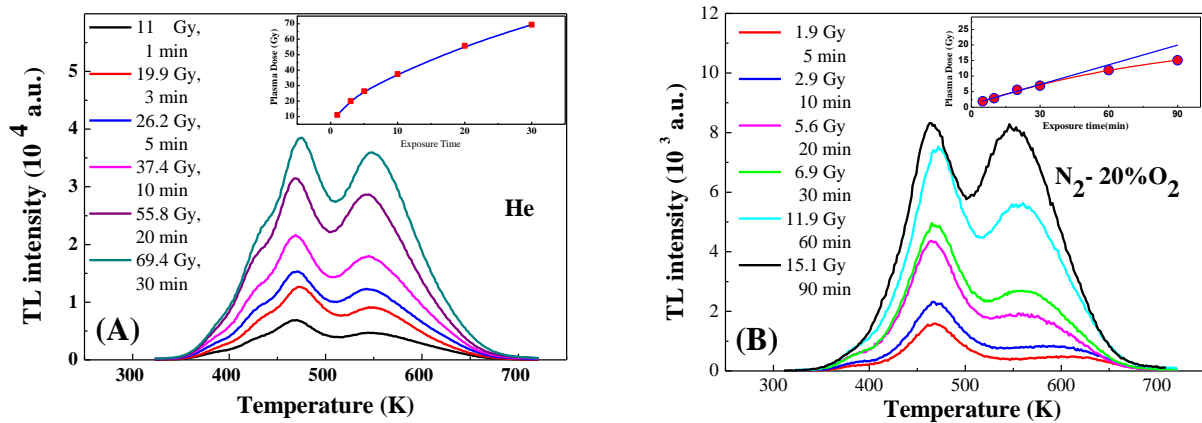 TL intensity (10⁴ a.u.)
5
4
3
2
1
0
11 Gy,
1 min
19.9 Gy,
3 min
26.2 Gy,
5 min
37.4 Gy,
10 min
55.8 Gy,
20 min
69.4 Gy,
30 min
(A)
He
300 400 500 600 700
Temperature (K)
Plasma Dose (Gy)
70
60
50
40
30
20
10
0 10 20 30
Exposure Time
TL intensity (10³ a.u.)
12
10
8
6
4
2
0
1.9 Gy
5 min
2.9 Gy
10 min
5.6 Gy
20 min
6.9 Gy
30 min
11.9 Gy
60 min
15.1 Gy
90 min
(B)
N₂- 20%O₂
300 400 500 600 700
Temperature (K)
Plasma Dose (Gy)
25
20
15
10
5
0
0 15 30 45 60 75 90
Exposure time(min)